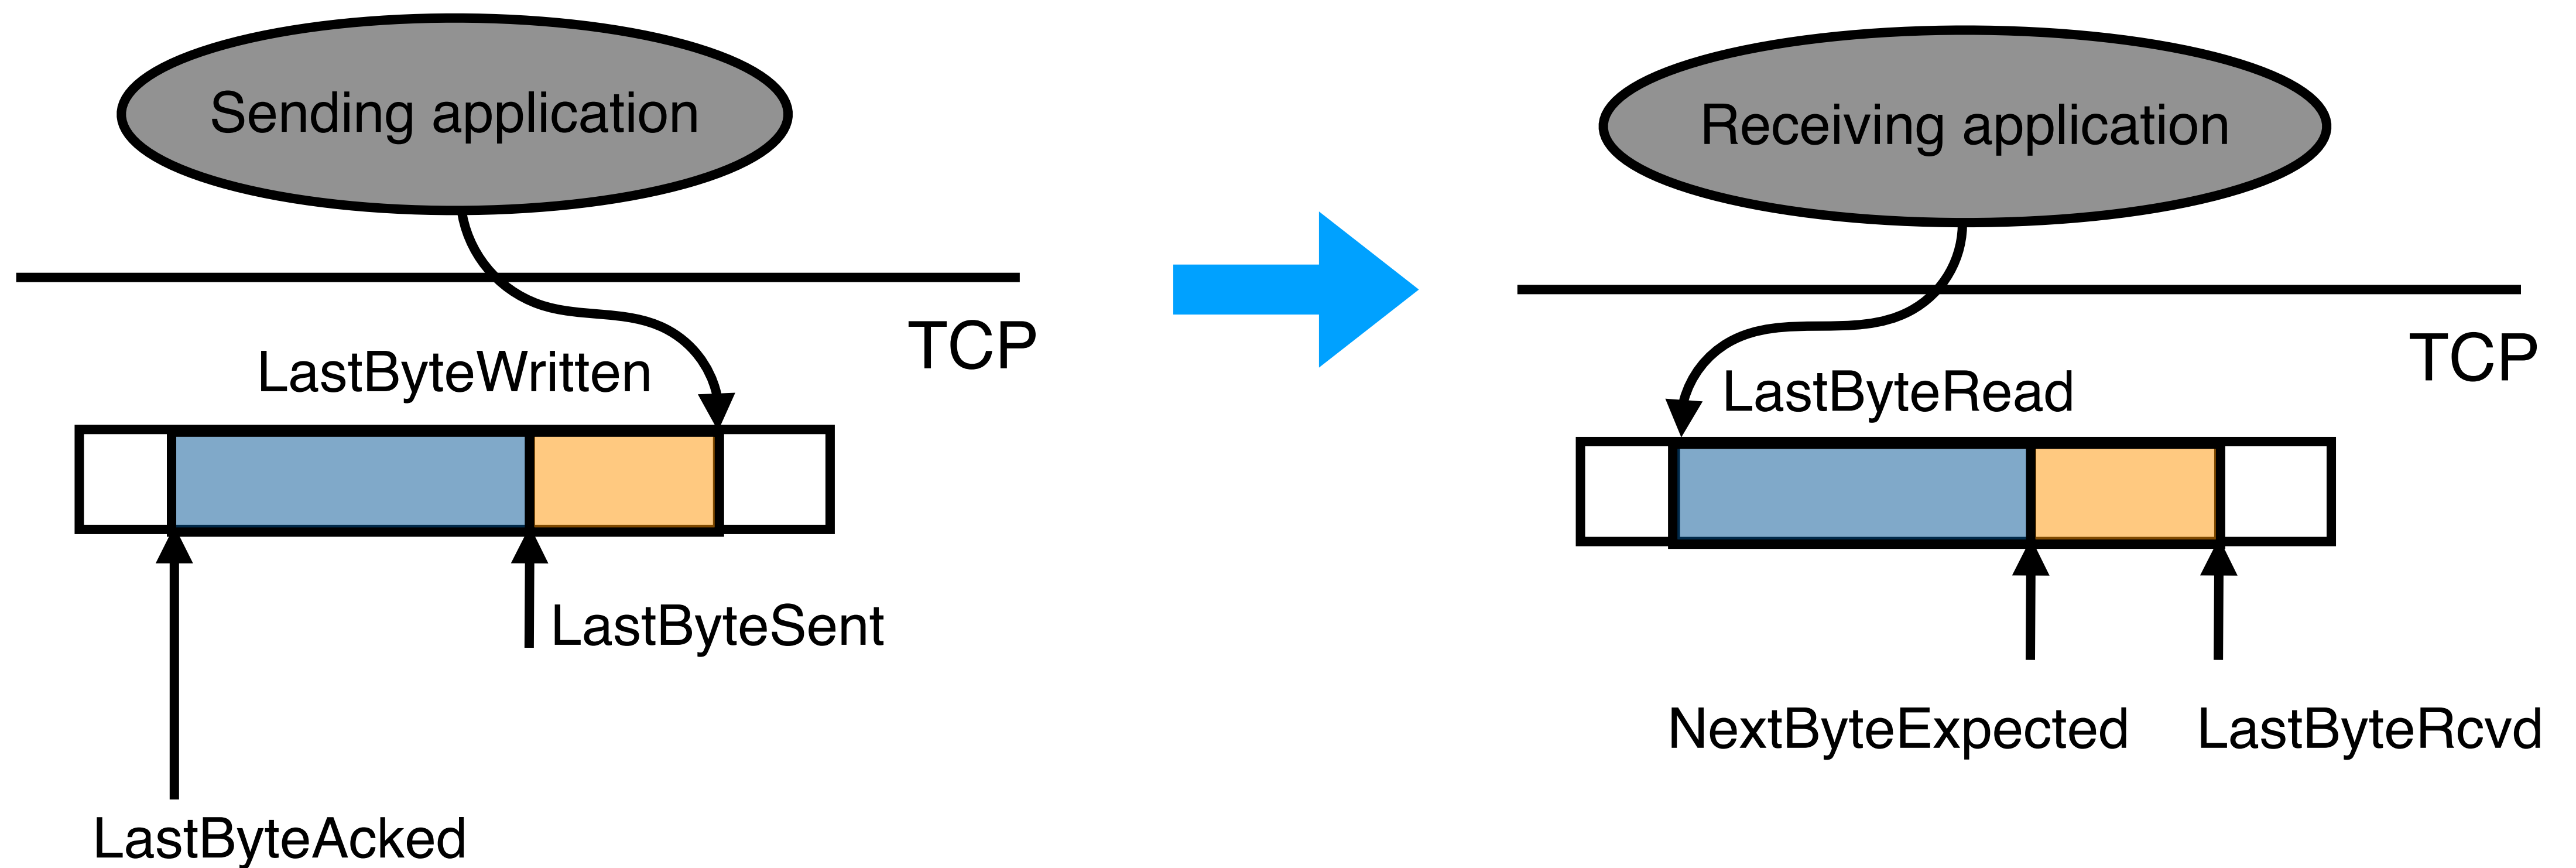 Sending application
Receiving application
TCP
TCP
LastByteWritten
LastByteRead
LastByteSent
NextByteExpected
LastByteRcvd
LastByteAcked